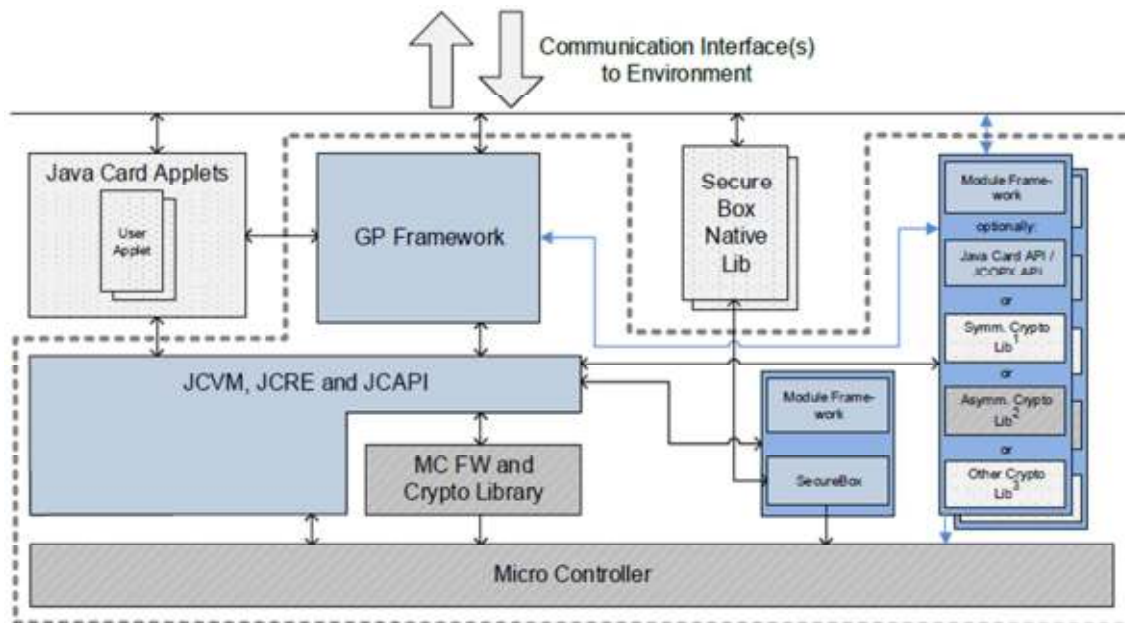 Communication Interface(s)
to Environment
Java Card Applets
User
Applet
GP Framework
Secure
Box
Native
Lib
Module Frame-
work
optionally:
Java Card API /
JCOPX API
or
Symm. Crypto
Lib1
or
Asymm. Crypto
Lib2
or
Other Crypto
Lib3
JCVM, JCRE and JCAPI
MC FW and
Crypto Library
Module Frame-
work
SecureBox
Micro Controller